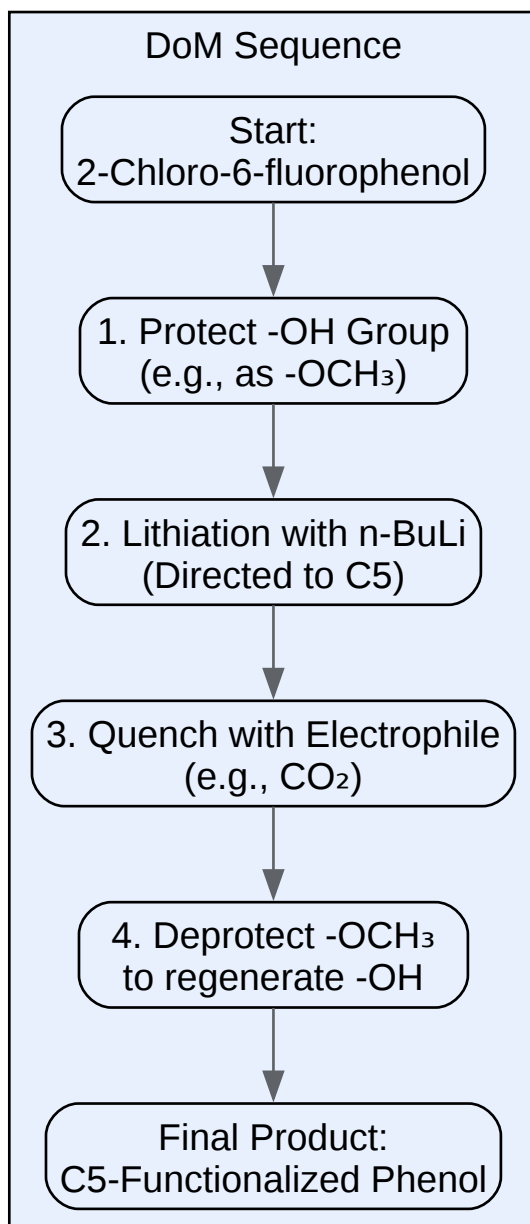 DoM Sequence
Start:
2-Chloro-6-fluorophenol
1. Protect -OH Group
(e.g., as -OCH₃)
2. Lithiation with n-BuLi
(Directed to C5)
3. Quench with Electrophile
(e.g., CO₂)
4. Deprotect -OCH₃
to regenerate -OH
Final Product:
C5-Functionalized Phenol